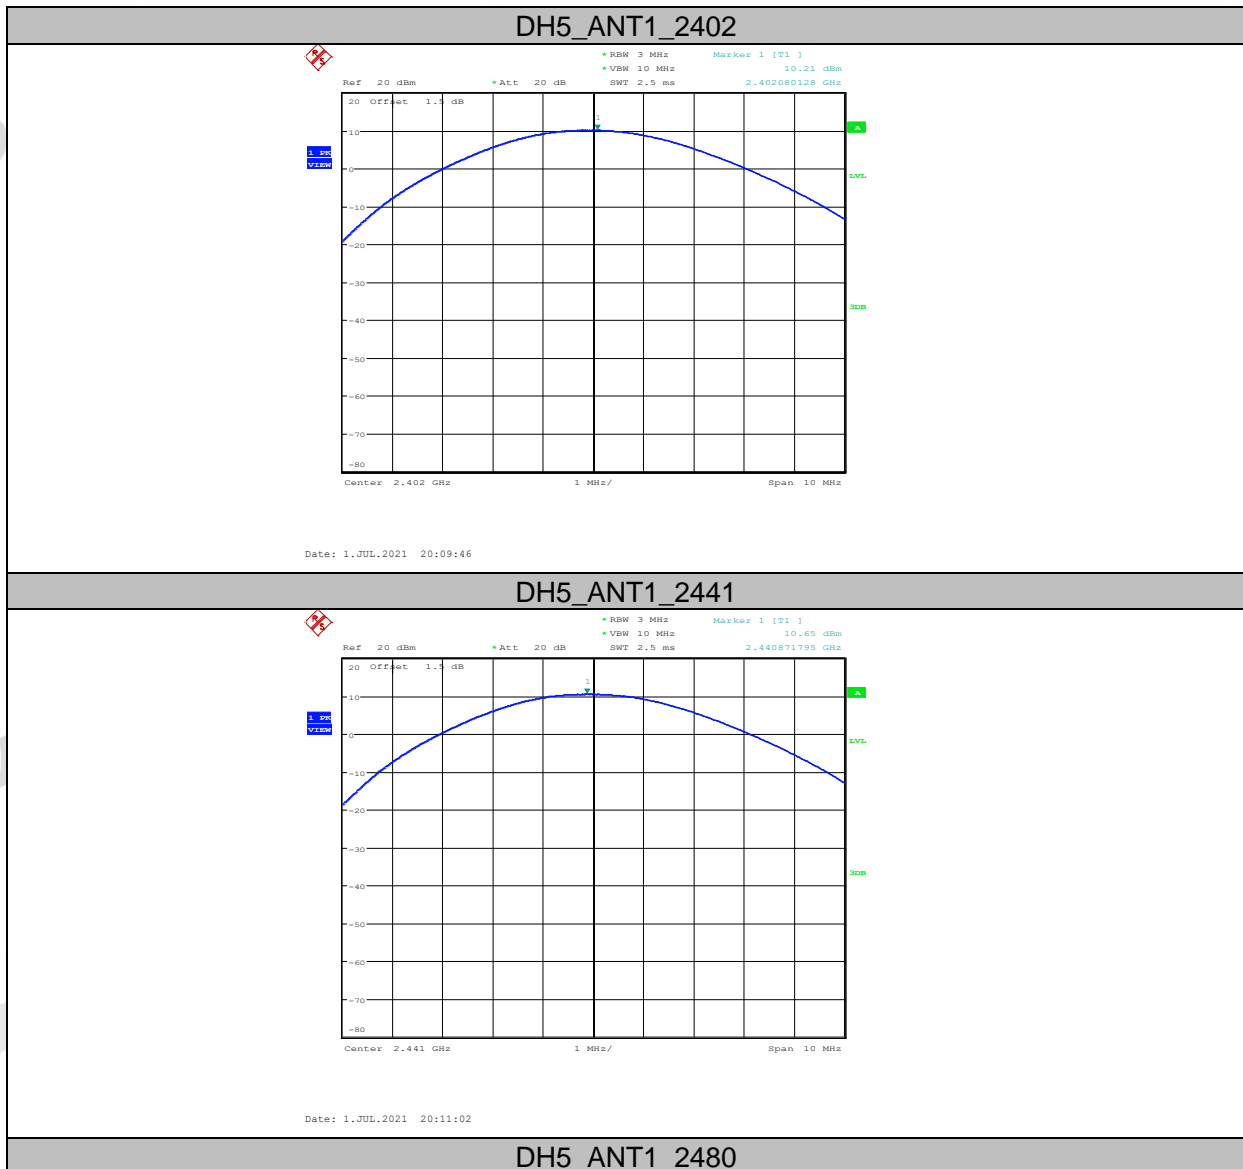 DH5_ANT1_2402
R S
*RBW 3 MHz Marker 1 [T1 ]
*VBW 10 MHz 10.21 dBm
Ref 20 dBm *Att 20 dB SWT 2.5 ms 2.402080128 GHz
20 Offset 1.5 dB
1
A
10
1 PK
VIEW
0
LVL
-10
-20
-30
3DB
-40
-50
-60
-70
-80
Center 2.402 GHz 1 MHz/ Span 10 MHz
Date: 1.JUL.2021 20:09:46
DH5_ANT1_2441
R S
*RBW 3 MHz Marker 1 [T1 ]
*VBW 10 MHz 10.65 dBm
Ref 20 dBm *Att 20 dB SWT 2.5 ms 2.440871795 GHz
20 Offset 1.5 dB
1
A
10
1 PK
VIEW
0
LVL
-10
-20
-30
3DB
-40
-50
-60
-70
-80
Center 2.441 GHz 1 MHz/ Span 10 MHz
Date: 1.JUL.2021 20:11:02
DH5_ANT1_2480